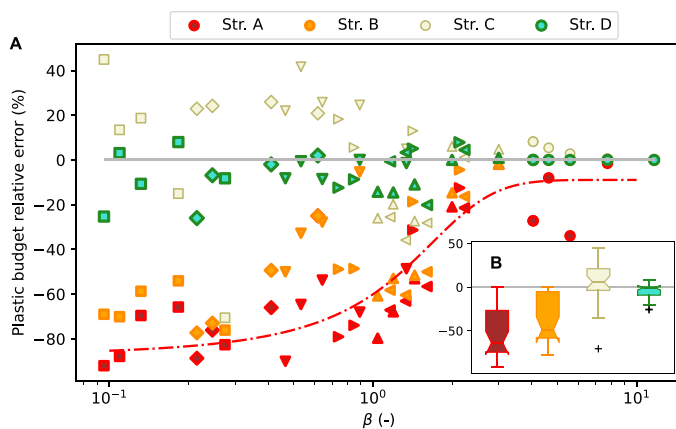 Str. A Str. B Str. C Str. D
A
Plastic budget relative error (%)
40
20
0
−20
−40
−60
−80
B
50
0
−50
10⁻¹ 10⁰ 10¹
β (-)